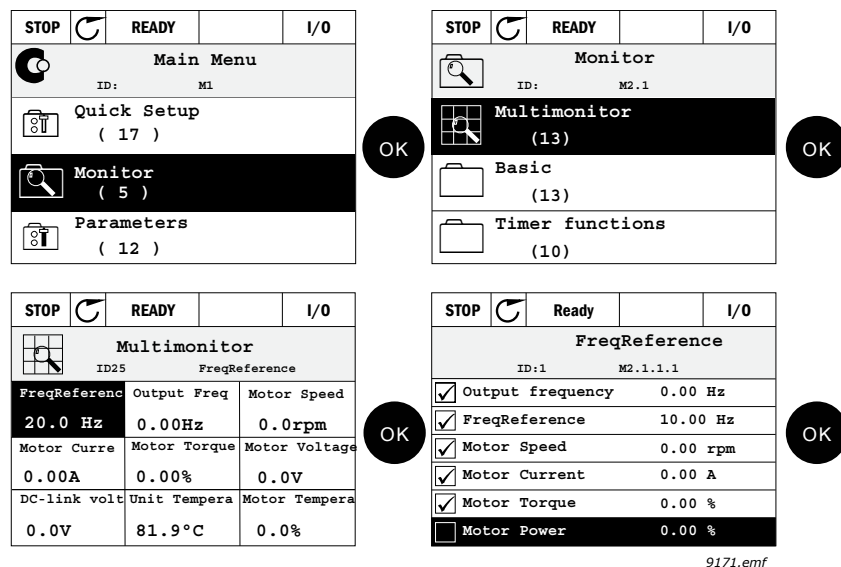 STOP READY I/O
Main Menu
ID: M1
Quick Setup
( 17 )
Monitor
( 5 )
Parameters
( 12 )
OK
STOP READY I/O
Monitor
ID: M2.1
Multimonitor
(13)
Basic
(13)
Timer functions
(10)
OK
STOP READY I/O
Multimonitor
ID25 FreqReference
FreqReferenc Output Freq Motor Speed
20.0 Hz 0.00Hz 0.0rpm
Motor Curre Motor Torque Motor Voltage
0.00A 0.00% 0.0V
DC-link volt Unit Tempera Motor Tempera
0.0V 81.9°C 0.0%
OK
STOP Ready I/O
FreqReference
ID:1 M2.1.1.1
Output frequency 0.00 Hz
FreqReference 10.00 Hz
Motor Speed 0.00 rpm
Motor Current 0.00 A
Motor Torque 0.00 %
Motor Power 0.00 %
OK
9171.emf